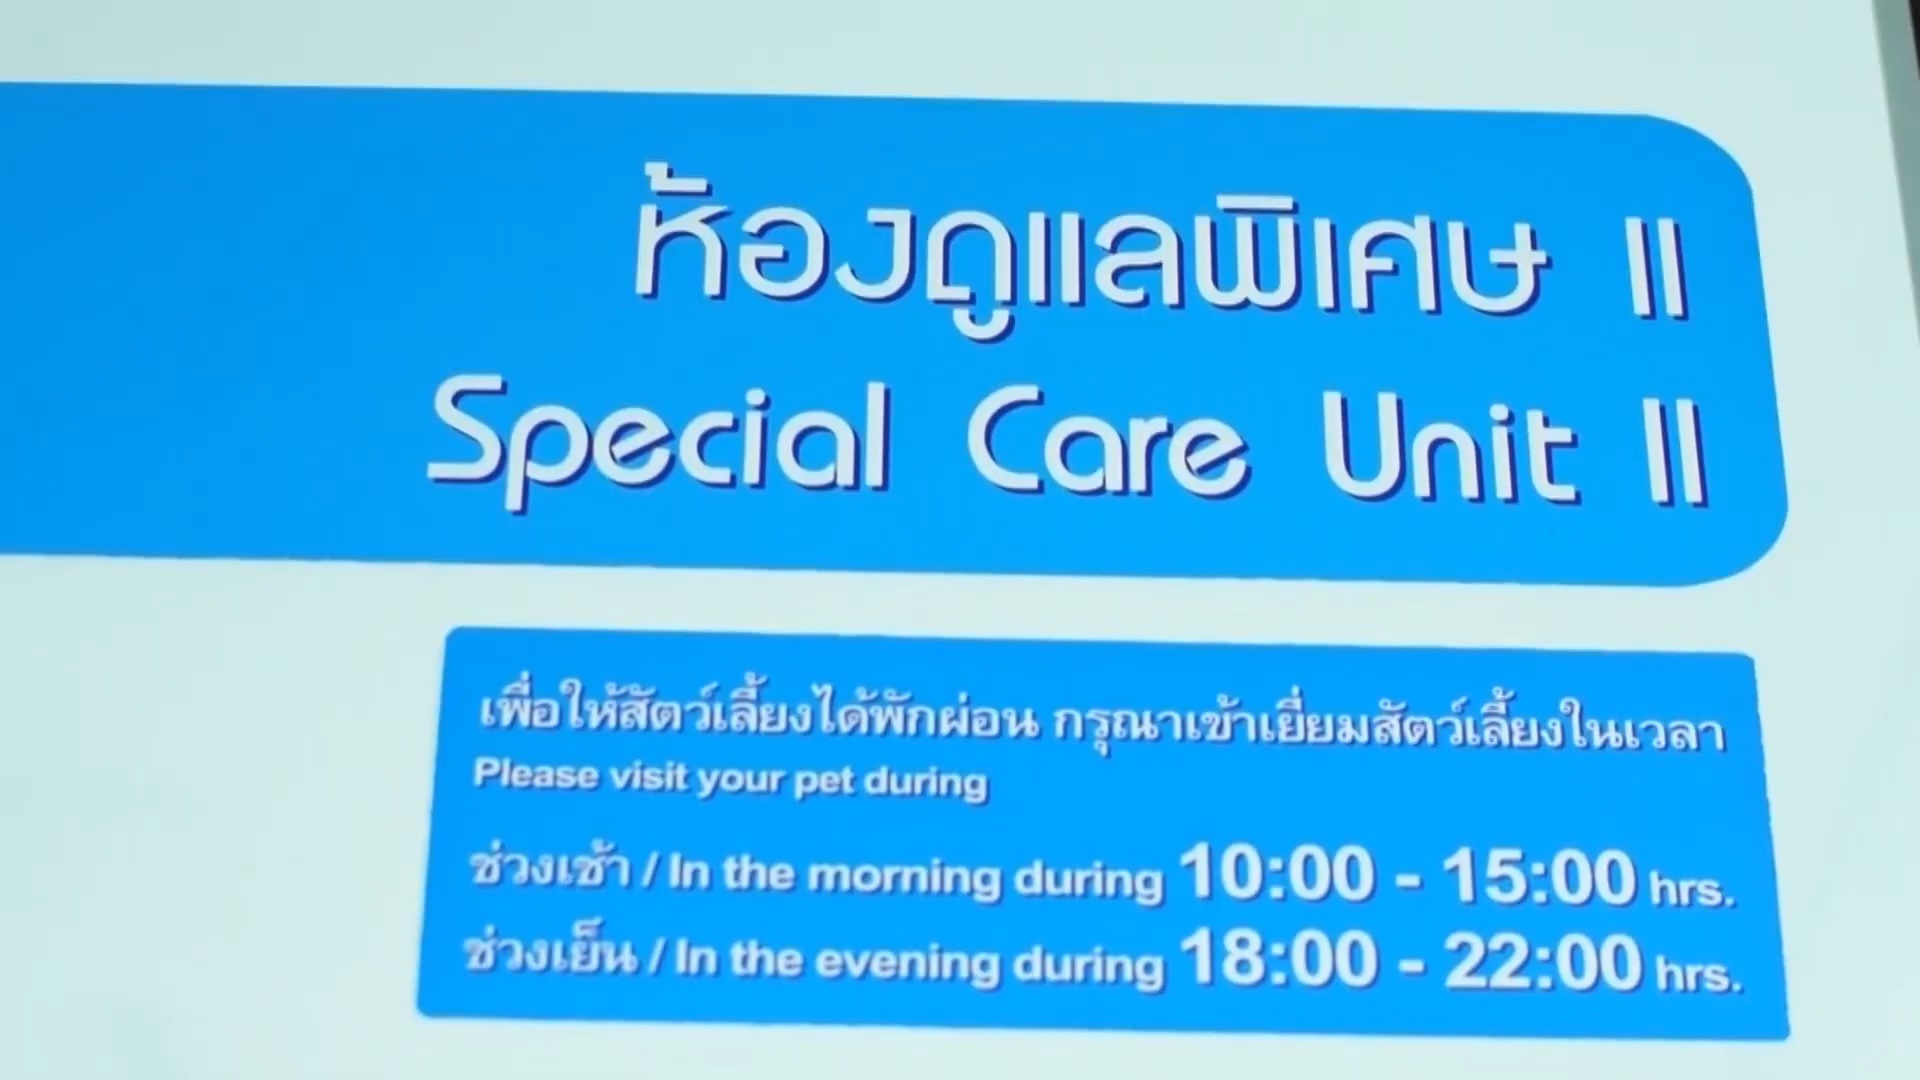 ห้องดูแลพิเศษ II
Special Care Unit II
เพื่อให้สัตว์เลี้ยงได้พักผ่อน กรุณาเข้าเยี่ยมสัตว์เลี้ยงในเวลา
Please visit your pet during
ช่วงเช้า / In the morning during 10:00 - 15:00 hrs.
ช่วงเย็น / In the evening during 18:00 - 22:00 hrs.